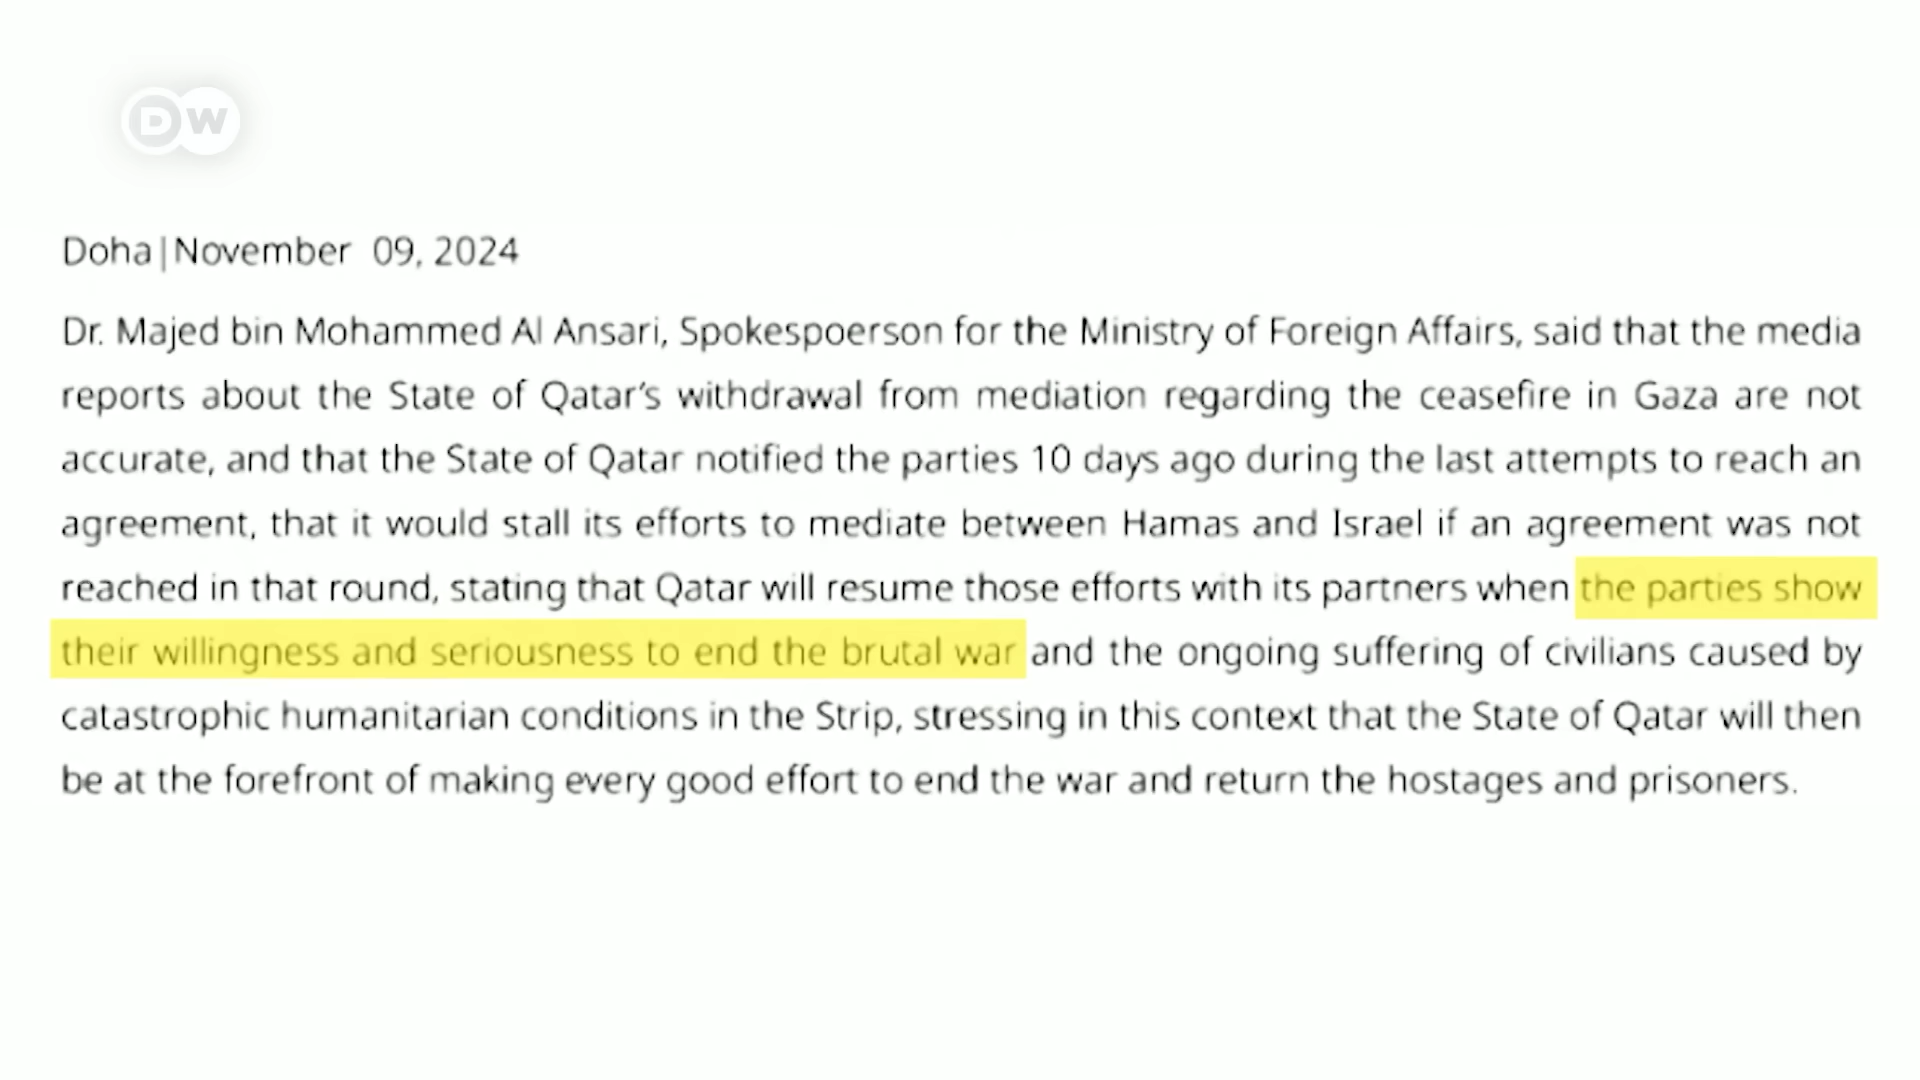 DW
Doha|November 09, 2024
Dr. Majed bin Mohammed Al Ansari, Spokespoerson for the Ministry of Foreign Affairs, said that the media
reports about the State of Qatar's withdrawal from mediation regarding the ceasefire in Gaza are not
accurate, and that the State of Qatar notified the parties 10 days ago during the last attempts to reach an
agreement, that it would stall its efforts to mediate between Hamas and Israel if an agreement was not
reached in that round, stating that Qatar will resume those efforts with its partners when the parties show
their willingness and seriousness to end the brutal war and the ongoing suffering of civilians caused by
catastrophic humanitarian conditions in the Strip, stressing in this context that the State of Qatar will then
be at the forefront of making every good effort to end the war and return the hostages and prisoners.